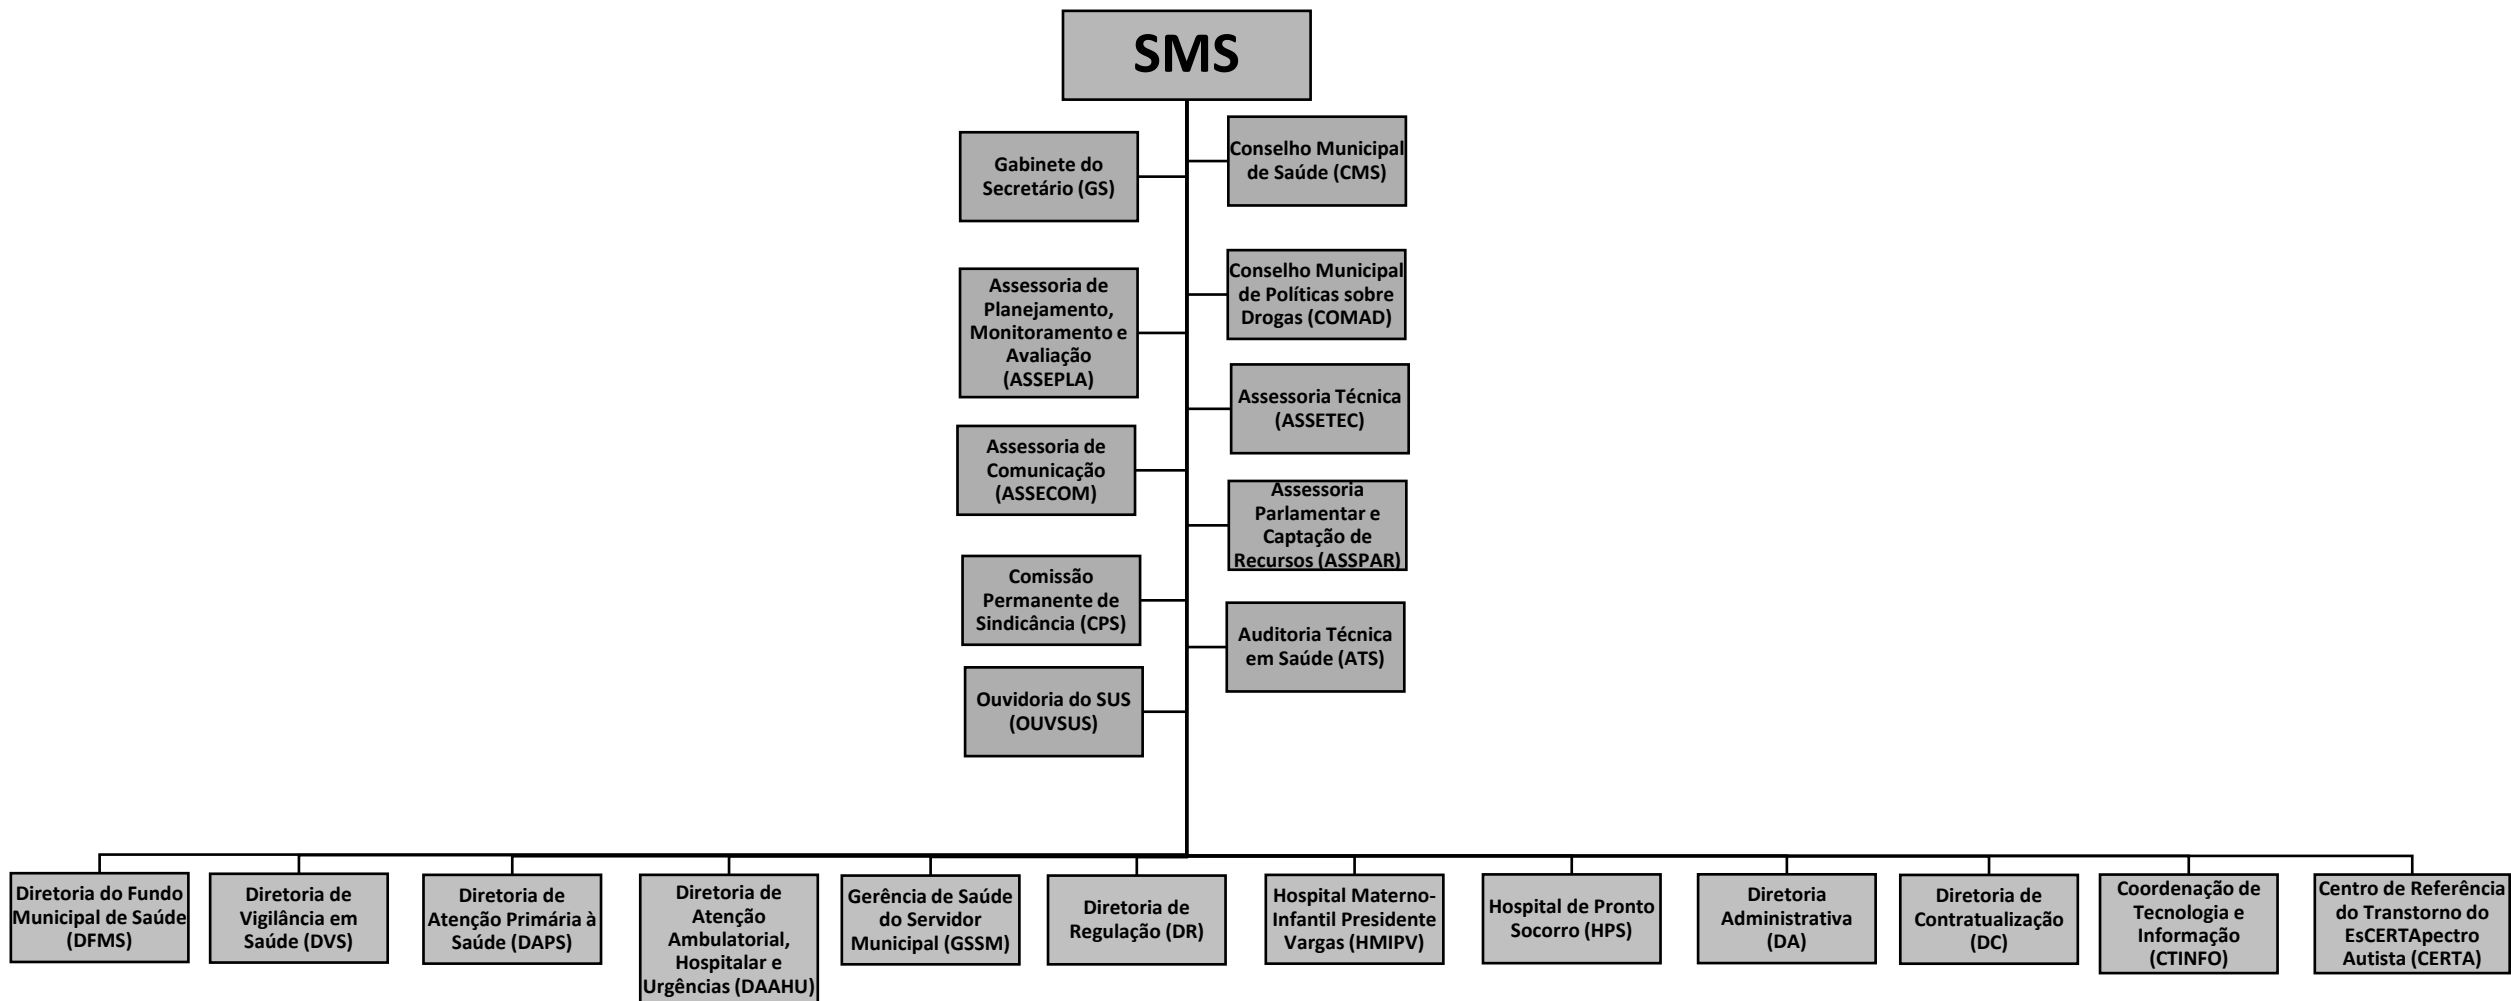 SMS
Gabinete do
Secretário (GS)
Conselho Municipal
de Saúde (CMS)
Assessoria de
Planejamento,
Monitoramento e
Avaliação
(ASSEPLA)
Conselho Municipal
de Políticas sobre
Drogas (COMAD)
Assessoria Técnica
(ASSETEC)
Assessoria de
Comunicação
(ASSECOM)
Assessoria
Parlamentar e
Captação de
Recursos (ASSPAR)
Comissão
Permanente de
Sindicância (CPS)
Auditoria Técnica
em Saúde (ATS)
Ouvidoria do SUS
(OUVSUS)
Diretoria do Fundo
Municipal de Saúde
(DFMS)
Diretoria de
Vigilância em
Saúde (DVS)
Diretoria de
Atenção Primária à
Saúde (DAPS)
Diretoria de
Atenção
Ambulatorial,
Hospitalar e
Urgências (DAAHU)
Gerência de Saúde
do Servidor
Municipal (GSSM)
Diretoria de
Regulação (DR)
Hospital Materno-
Infantil Presidente
Vargas (HMIPV)
Hospital de Pronto
Socorro (HPS)
Diretoria
Administrativa
(DA)
Diretoria de
Contratualização
(DC)
Coordenação de
Tecnologia e
Informação
(CTINFO)
Centro de Referência
do Transtorno do
EsCERTApectro
Autista (CERTA)